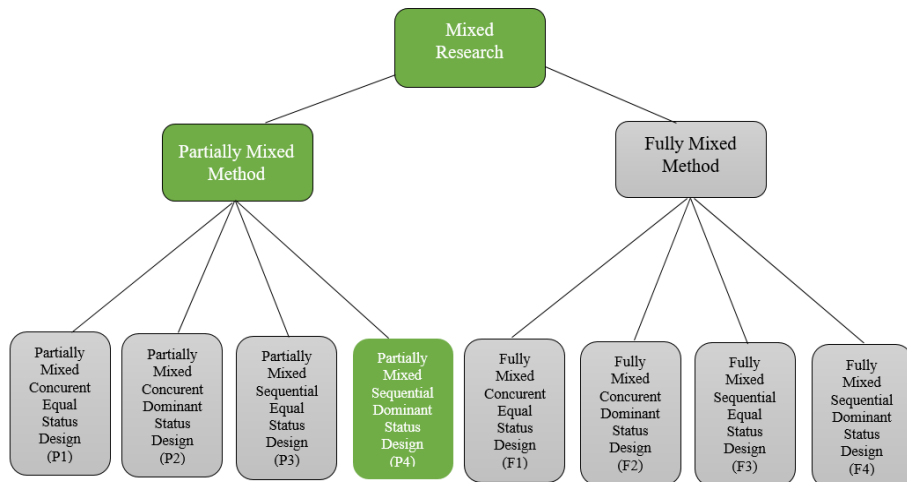 Mixed
Research
Partially Mixed
Method
Fully Mixed
Method
Partially
Mixed
Concurent
Equal
Status
Design
(P1)
Partially
Mixed
Concurent
Dominant
Status
Design
(P2)
Partially
Mixed
Sequential
Equal
Status
Design
(P3)
Partially
Mixed
Sequential
Dominant
Status
Design
(P4)
Fully
Mixed
Concurent
Equal
Status
Design
(F1)
Fully
Mixed
Concurent
Dominant
Status
Design
(F2)
Fully
Mixed
Sequential
Equal
Status
Design
(F3)
Fully
Mixed
Sequential
Dominant
Status
Design
(F4)